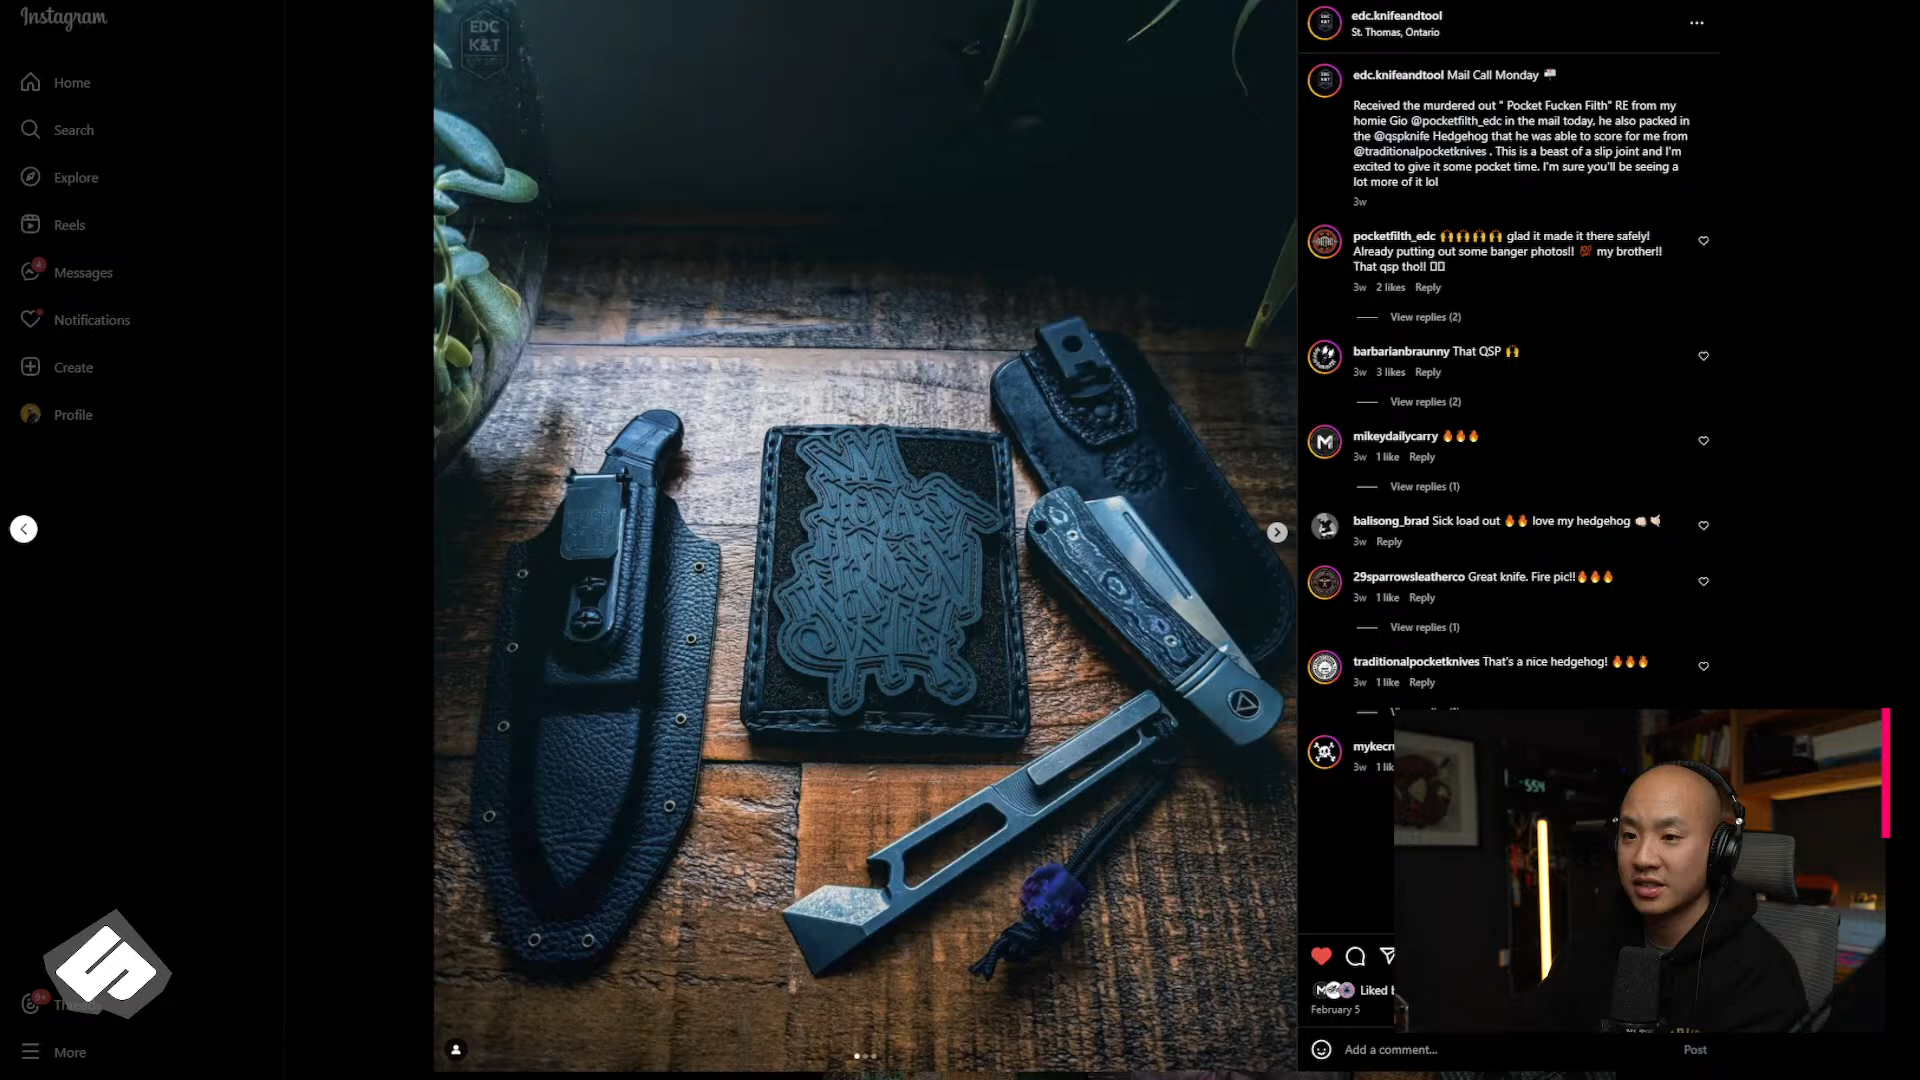 Instagram
Home
Search
Explore
Reels
4
Messages
Notifications
Create
Profile
9+
More
EDC
K&T
edc.knifeandtool
St. Thomas, Ontario
edc.knifeandtool Mail Call Monday
Received the murdered out " Pocket Fucken Filth" RE from my
homie Gio @pocketfilth_edc in the mail today, he also packed in
the @qspknife Hedgehog that he was able to score for me from
@traditionalpocketknives . This is a beast of a slip joint and I'm
excited to give it some pocket time. I'm sure you'll be seeing a
lot more of it lol
3w
pocketfilth_edc 🙌🙌🙌🙌 glad it made it there safely!
Already putting out some banger photos!! 💯 my brother!!
That qsp tho!!
3w 2 likes Reply
View replies (2)
barbarianbraunny That QSP 🙌
3w 3 likes Reply
View replies (2)
mikeydailycarry 🔥🔥🔥
3w 1 like Reply
View replies (1)
balisong_brad Sick load out 🔥🔥 love my hedgehog
3w Reply
29sparrowsleatherco Great knife. Fire pic!!🔥🔥🔥
3w 1 like Reply
View replies (1)
traditionalpocketknives That's a nice hedgehog! 🔥🔥🔥
3w 1 like Reply
mykecru
3w 1 lik
Liked b
February 5
Add a comment...
Post